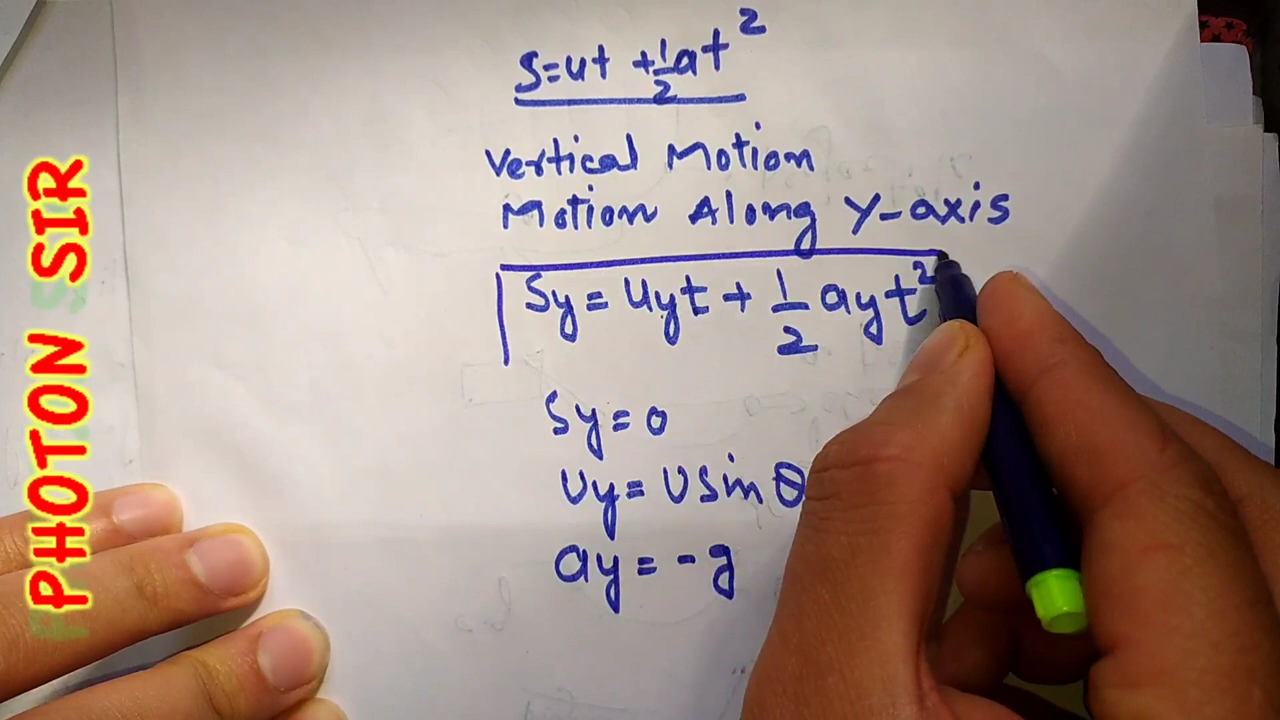 S=ut +1/2at²
Vertical Motion
Motion Along Y-axis
Sy = Uyt + 1/2 ayt²
Sy = 0
Uy = U sin θ
ay = -g
PHOTON SIR